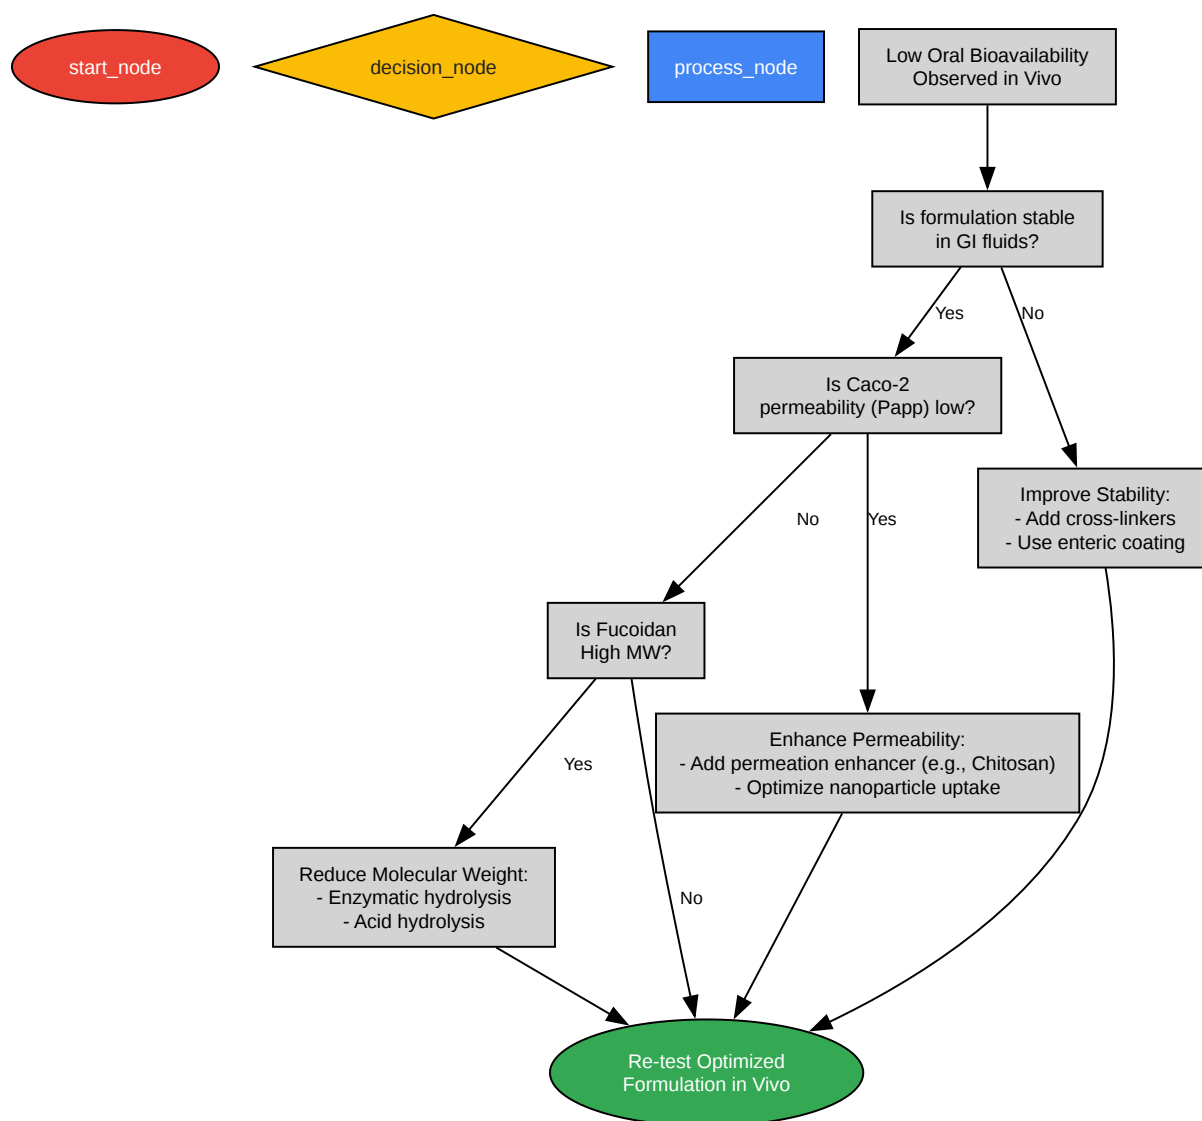 start_node
decision_node
process_node
Low Oral Bioavailability
Observed in Vivo
Is formulation stable
in GI fluids?
Yes
No
Is Caco-2
permeability (Papp) low?
No
Yes
Improve Stability:
- Add cross-linkers
- Use enteric coating
Is Fucoidan
High MW?
Yes
No
Enhance Permeability:
- Add permeation enhancer (e.g., Chitosan)
- Optimize nanoparticle uptake
Reduce Molecular Weight:
- Enzymatic hydrolysis
- Acid hydrolysis
Re-test Optimized
Formulation in Vivo